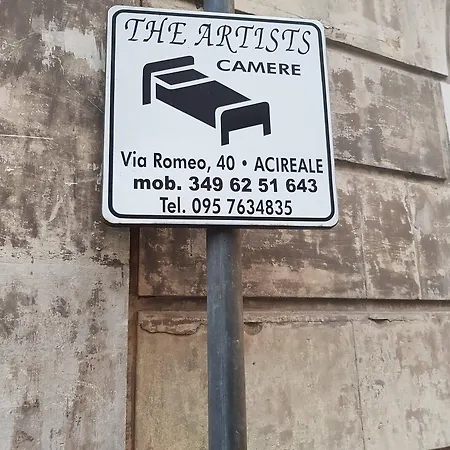 THE ARTISTS
CAMERE
Via Romeo, 40 • ACIREALE
mob. 349 62 51 643
Tel. 095 7634835